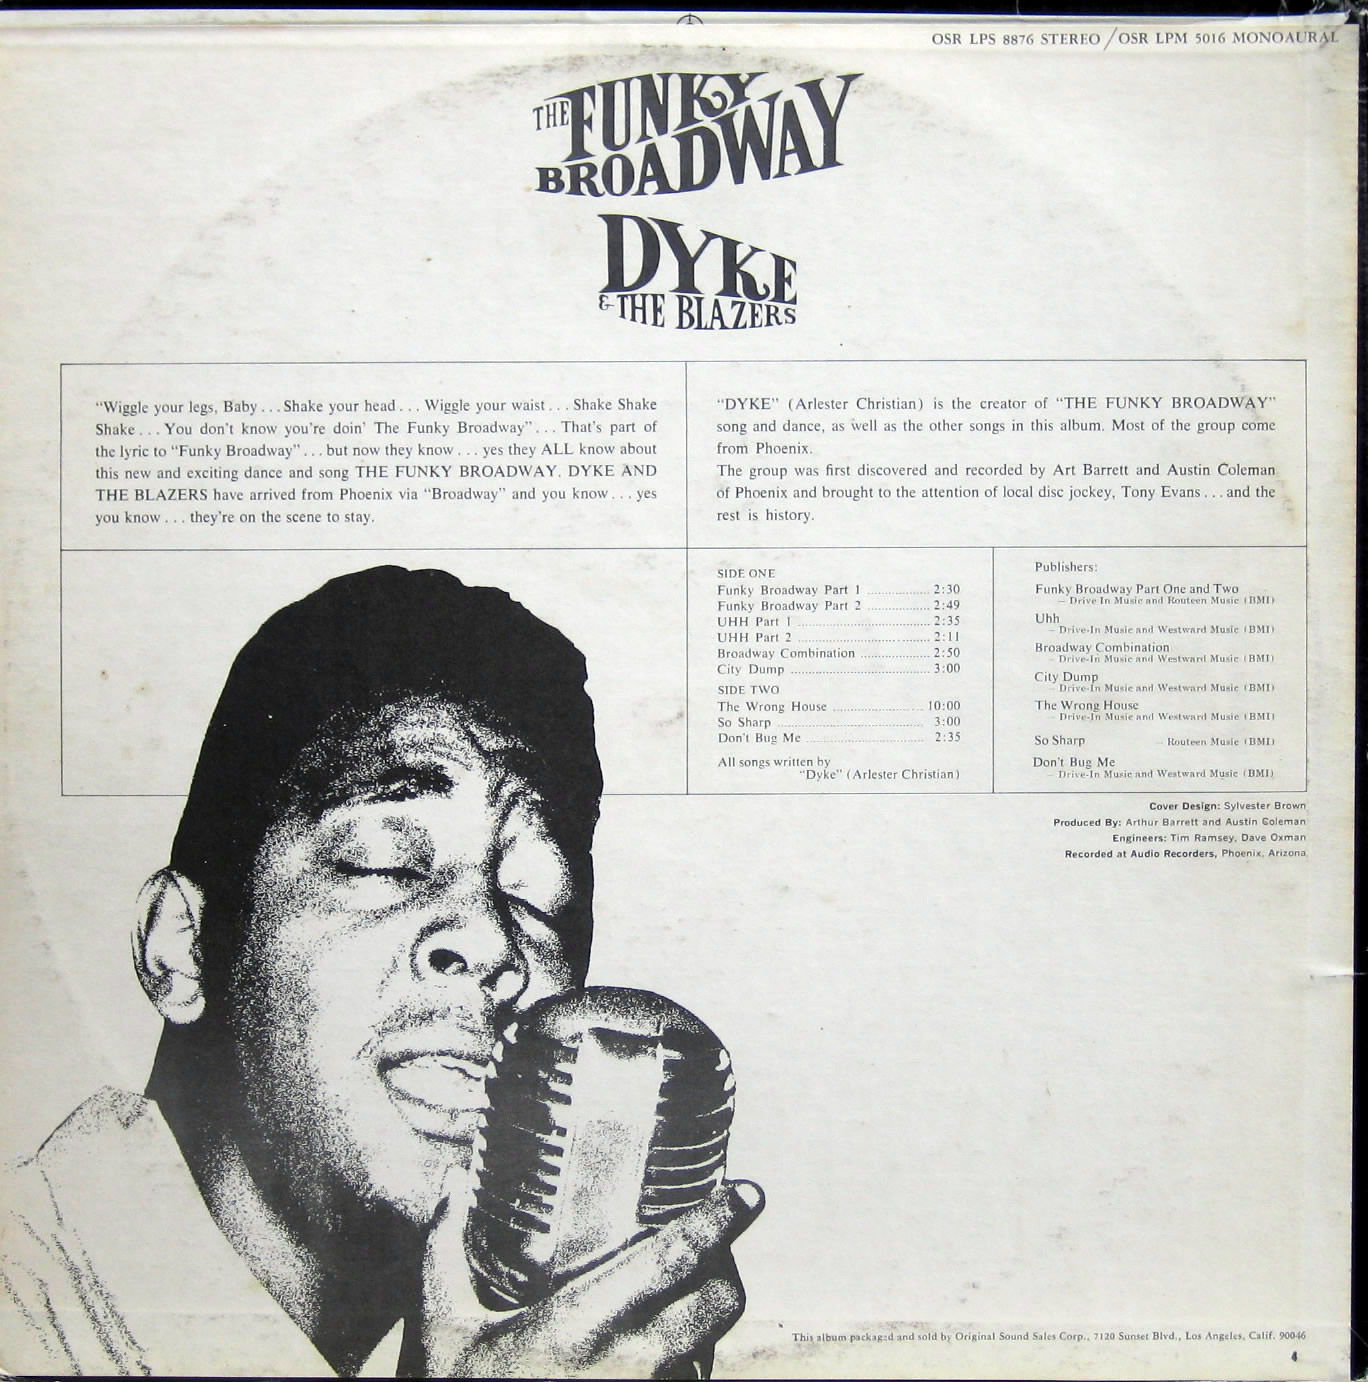 OSR LPS 8876 STEREO / OSR LPM 5016 MONOAURAL
THE FUNKY
BROADWAY
DYKE
& THE BLAZERS
"Wiggle your legs, Baby . . . Shake your head . . . Wiggle your waist . . . Shake Shake
Shake . . . You don't know you're doin' The Funky Broadway" . . . That's part of
the lyric to "Funky Broadway" . . . but now they know . . . yes they ALL know about
this new and exciting dance and song THE FUNKY BROADWAY. DYKE AND
THE BLAZERS have arrived from Phoenix via "Broadway" and you know . . . yes
you know . . . they're on the scene to stay.
"DYKE" (Arlester Christian) is the creator of "THE FUNKY BROADWAY"
song and dance, as well as the other songs in this album. Most of the group come
from Phoenix.
The group was first discovered and recorded by Art Barrett and Austin Coleman
of Phoenix and brought to the attention of local disc jockey, Tony Evans . . . and the
rest is history.
SIDE ONE
Funky Broadway Part 1 ................. 2:30
Funky Broadway Part 2 ................. 2:49
UHH Part 1 ................................... 2:35
UHH Part 2 ................................... 2:11
Broadway Combination ................... 2:50
City Dump ..................................... 3:00
SIDE TWO
The Wrong House ......................... 10:00
So Sharp ....................................... 3:00
Don't Bug Me ................................ 2:35
All songs written by
"Dyke" (Arlester Christian)
Publishers:
Funky Broadway Part One and Two
— Drive In Music and Routeen Music (BMI)
Uhh
— Drive-In Music and Westward Music (BMI)
Broadway Combination
— Drive-In Music and Westward Music (BMI)
City Dump
— Drive-In Music and Westward Music (BMI)
The Wrong House
— Drive-In Music and Westward Music (BMI)
So Sharp — Routeen Music (BMI)
Don't Bug Me
— Drive-In Music and Westward Music (BMI)
Cover Design: Sylvester Brown
Produced By: Arthur Barrett and Austin Coleman
Engineers: Tim Ramsey, Dave Oxman
Recorded at Audio Recorders, Phoenix, Arizona
This album packaged and sold by Original Sound Sales Corp., 7120 Sunset Blvd., Los Angeles, Calif. 90046
4